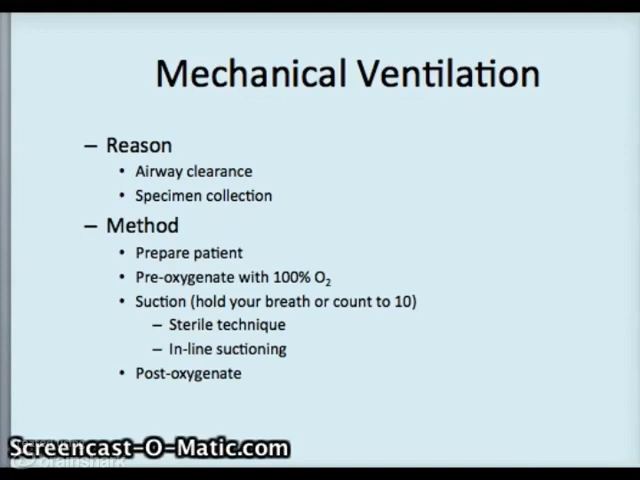 Mechanical Ventilation
– Reason
• Airway clearance
• Specimen collection
– Method
• Prepare patient
• Pre-oxygenate with 100% O₂
• Suction (hold your breath or count to 10)
– Sterile technique
– In-line suctioning
• Post-oxygenate
Screencast-O-Matic.com
brainshark